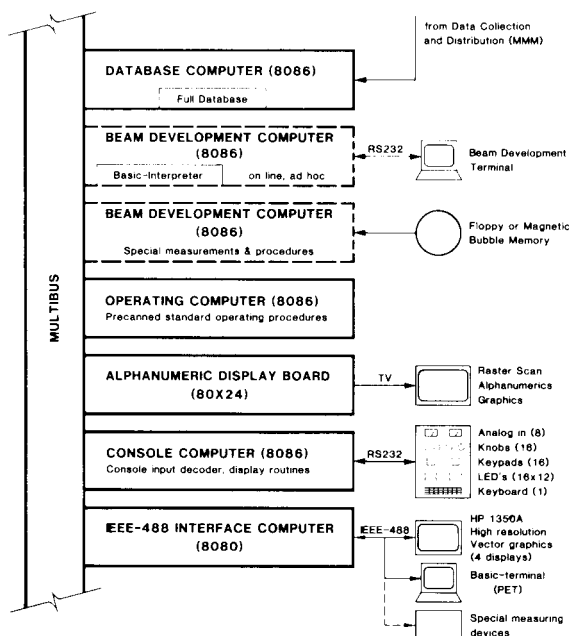 from Data Collection
and Distribution (MMM)
DATABASE COMPUTER (8086)
Full Database
BEAM DEVELOPMENT COMPUTER
(8086)
Basic-Interpreter
on line, ad hoc
RS232
Beam Development
Terminal
BEAM DEVELOPMENT COMPUTER
(8086)
Special measurements & procedures
Floppy or Magnetic
Bubble Memory
MULTIBUS
OPERATING COMPUTER (8086)
Precanned standard operating procedures
ALPHANUMERIC DISPLAY BOARD
(80X24)
TV
Raster Scan
Alphanumerics
Graphics
CONSOLE COMPUTER (8086)
Console input decoder, display routines
RS232
Analog in (8)
Knobs (16)
Keypads (16)
LED's (16x12)
Keyboard (1)
IEEE-488 INTERFACE COMPUTER
(8080)
IEEE-488
HP 1350A
High resolution
Vector graphics
(4 displays)
Basic-terminal
(PET)
Special measuring
devices